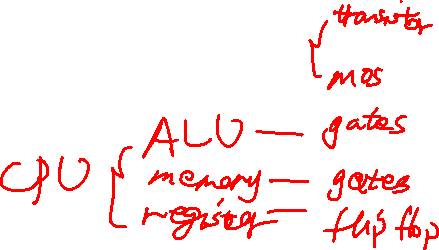 transistor
mos
ALU — gates
CPU memory — gates
register — flip flop